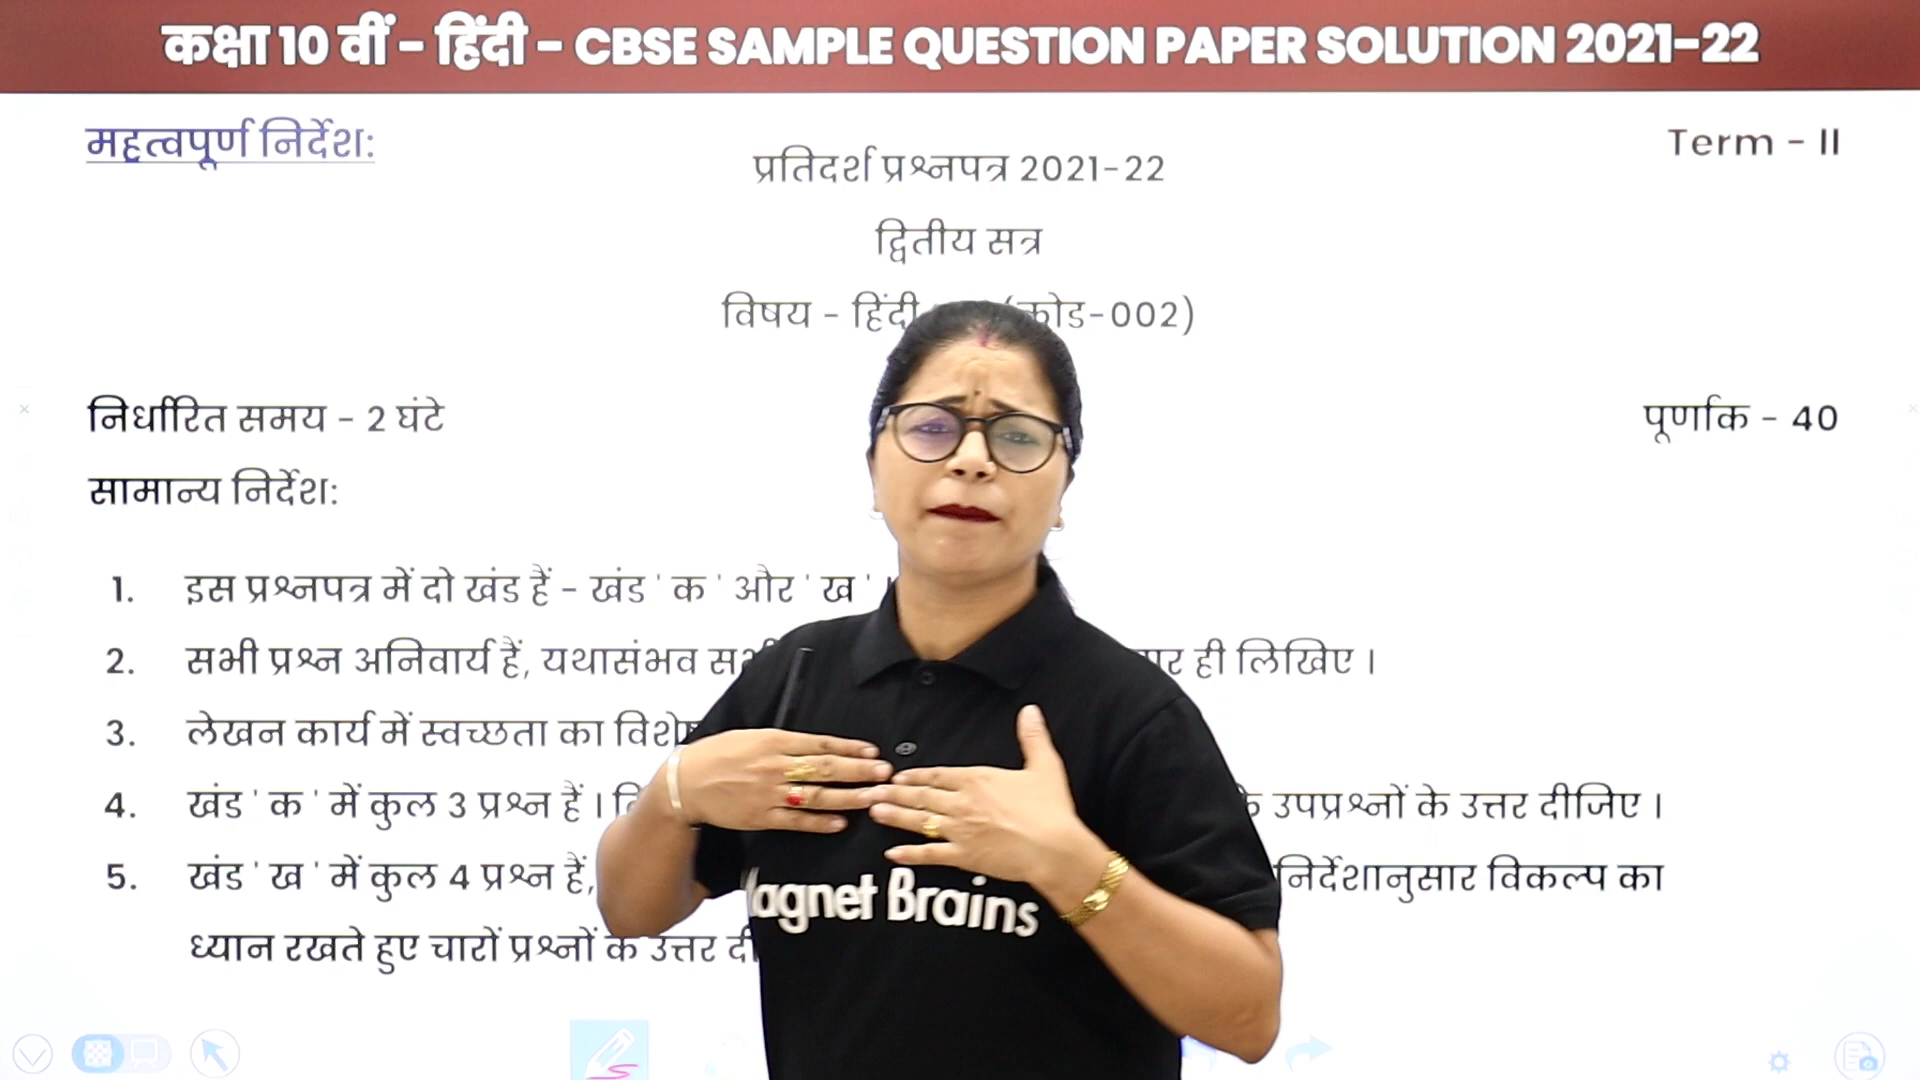 कक्षा 10 वीं - हिंदी - CBSE SAMPLE QUESTION PAPER SOLUTION 2021-22
महत्वपूर्ण निर्देश:
Term - II
प्रतिदर्श प्रश्नपत्र 2021-22
द्वितीय सत्र
विषय - हिंदी कोड-002)
निर्धारित समय - 2 घंटे
पूर्णांक - 40
सामान्य निर्देश:
1. इस प्रश्नपत्र में दो खंड हैं - खंड ' क ' और ' ख ' ।
2. सभी प्रश्न अनिवार्य हैं, यथासंभव ही लिखिए ।
3. लेखन कार्य में स्वच्छता का
4. खंड ' क ' में कुल 3 प्रश्न हैं । उपप्रश्नों के उत्तर दीजिए ।
5. खंड ' ख ' में कुल 4 प्रश्न हैं, निर्देशानुसार विकल्प का
ध्यान रखते हुए चारों प्रश्नों के उत्तर
Magnet Brains